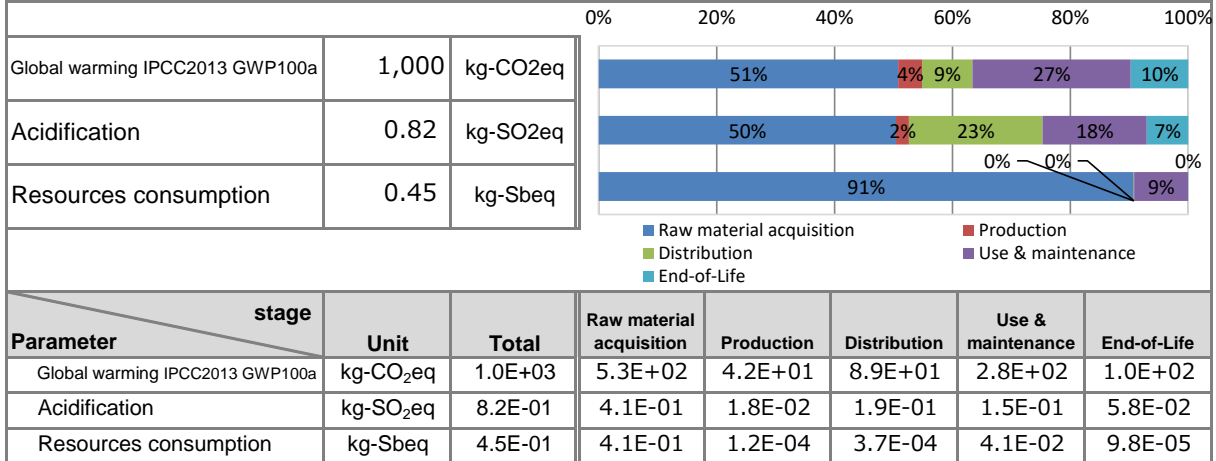 0% 20% 40% 60% 80% 100%
Global warming IPCC2013 GWP100a 1,000 kg-CO2eq 51% 4% 9% 27% 10%
Acidification 0.82 kg-SO2eq 50% 2% 23% 18% 7%
0% 0% 0%
Resources consumption 0.45 kg-Sbeq 91% 9%
Raw material acquisition Production
Distribution Use & maintenance
End-of-Life
stage
Parameter Unit Total Raw material acquisition Production Distribution Use & maintenance End-of-Life
Global warming IPCC2013 GWP100a kg-CO₂eq 1.0E+03 5.3E+02 4.2E+01 8.9E+01 2.8E+02 1.0E+02
Acidification kg-SO₂eq 8.2E-01 4.1E-01 1.8E-02 1.9E-01 1.5E-01 5.8E-02
Resources consumption kg-Sbeq 4.5E-01 4.1E-01 1.2E-04 3.7E-04 4.1E-02 9.8E-05